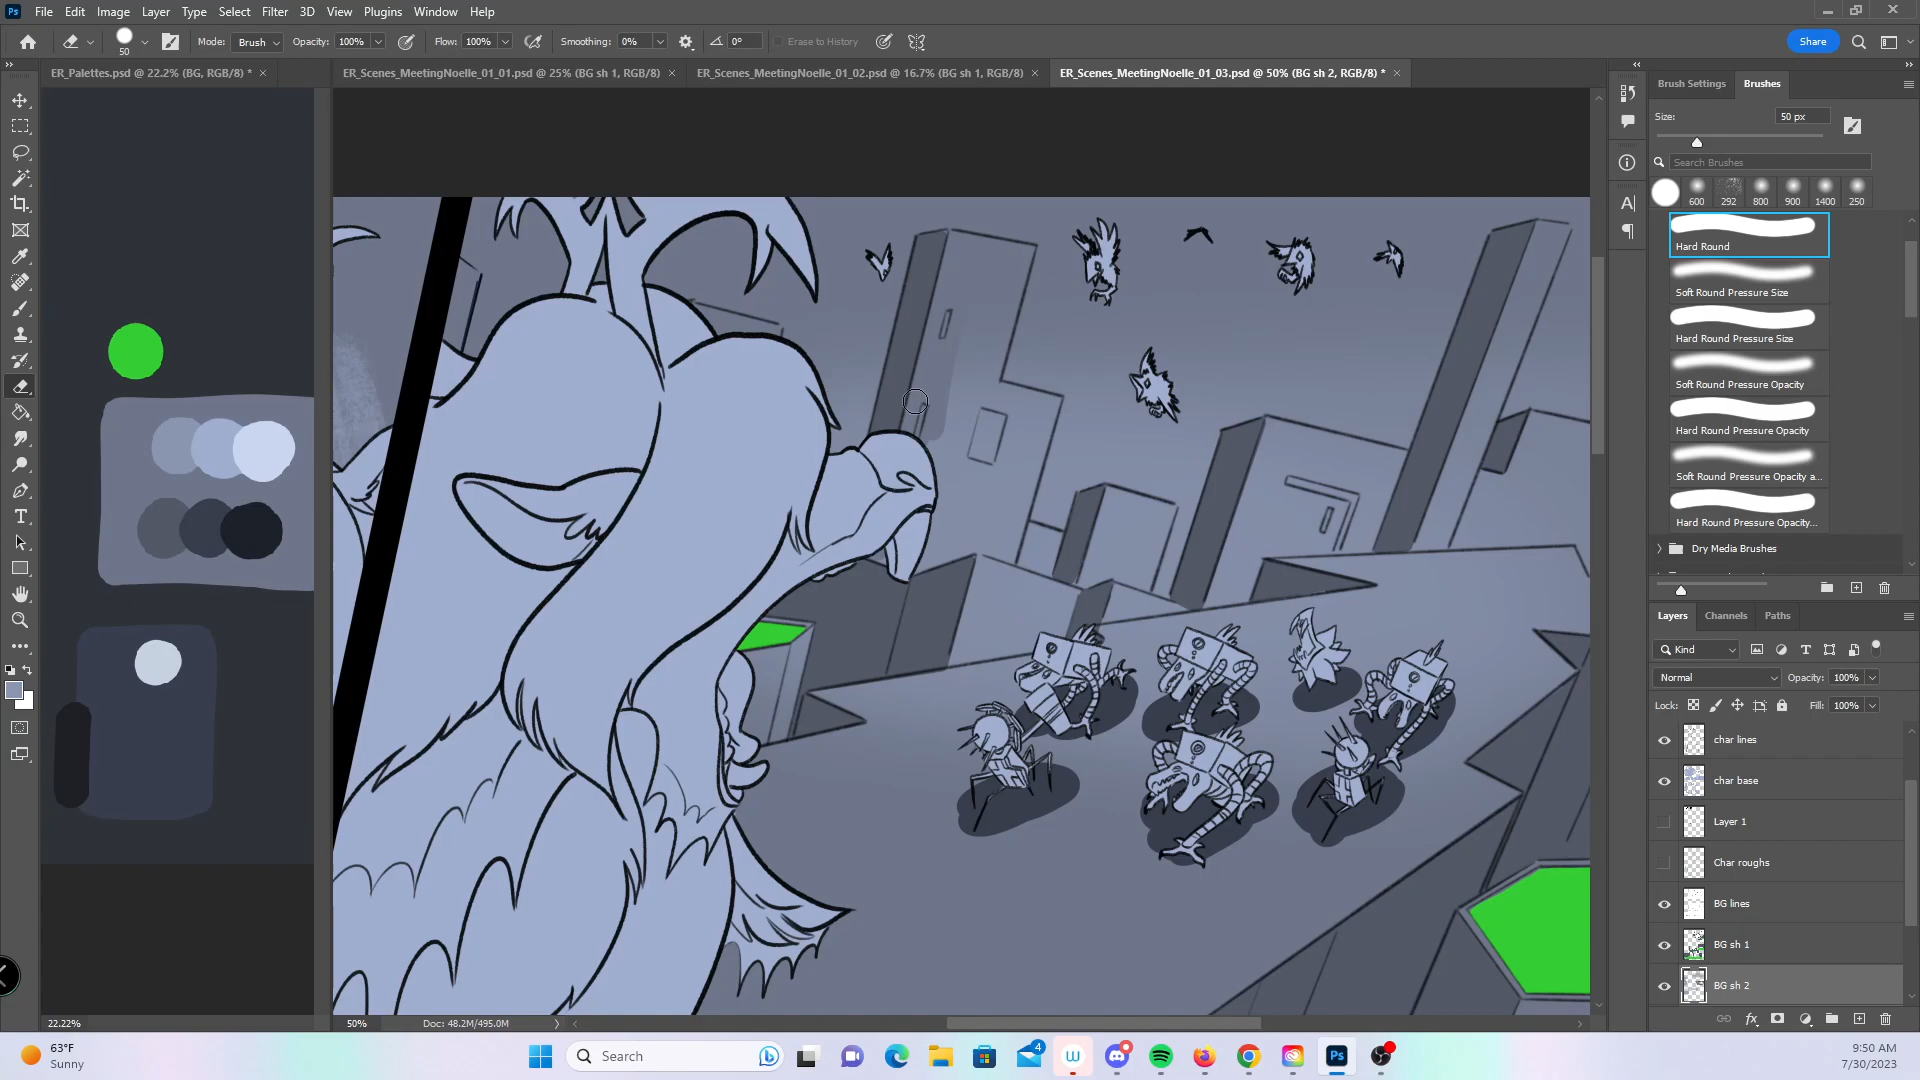 Ps File Edit Image Layer Type Select Filter 3D View Plugins Window Help
50 Mode: Brush Opacity: 100% Flow: 100% Smoothing: 0% 0° Erase to History Share
ER_Palettes.psd @ 22.2% (BG, RGB/8) * ER_Scenes_MeetingNoelle_01_01.psd @ 25% (BG sh 1, RGB/8) ER_Scenes_MeetingNoelle_01_02.psd @ 16.7% (BG sh 1, RGB/8) ER_Scenes_MeetingNoelle_01_03.psd @ 50% (BG sh 2, RGB/8) *
Brush Settings Brushes
Size: 50 px
Search Brushes
600 292 800 900 1400 250
Hard Round
Soft Round Pressure Size
Hard Round Pressure Size
Soft Round Pressure Opacity
Hard Round Pressure Opacity
Soft Round Pressure Opacity a...
Hard Round Pressure Opacity...
Dry Media Brushes
Layers Channels Paths
Kind
Normal Opacity: 100%
Lock: Fill: 100%
char lines
char base
Layer 1
Char roughs
BG lines
BG sh 1
BG sh 2
22.22% 50% Doc: 48.2M/495.0M
63°F
Sunny
Search
4
Ps
9:50 AM
7/30/2023